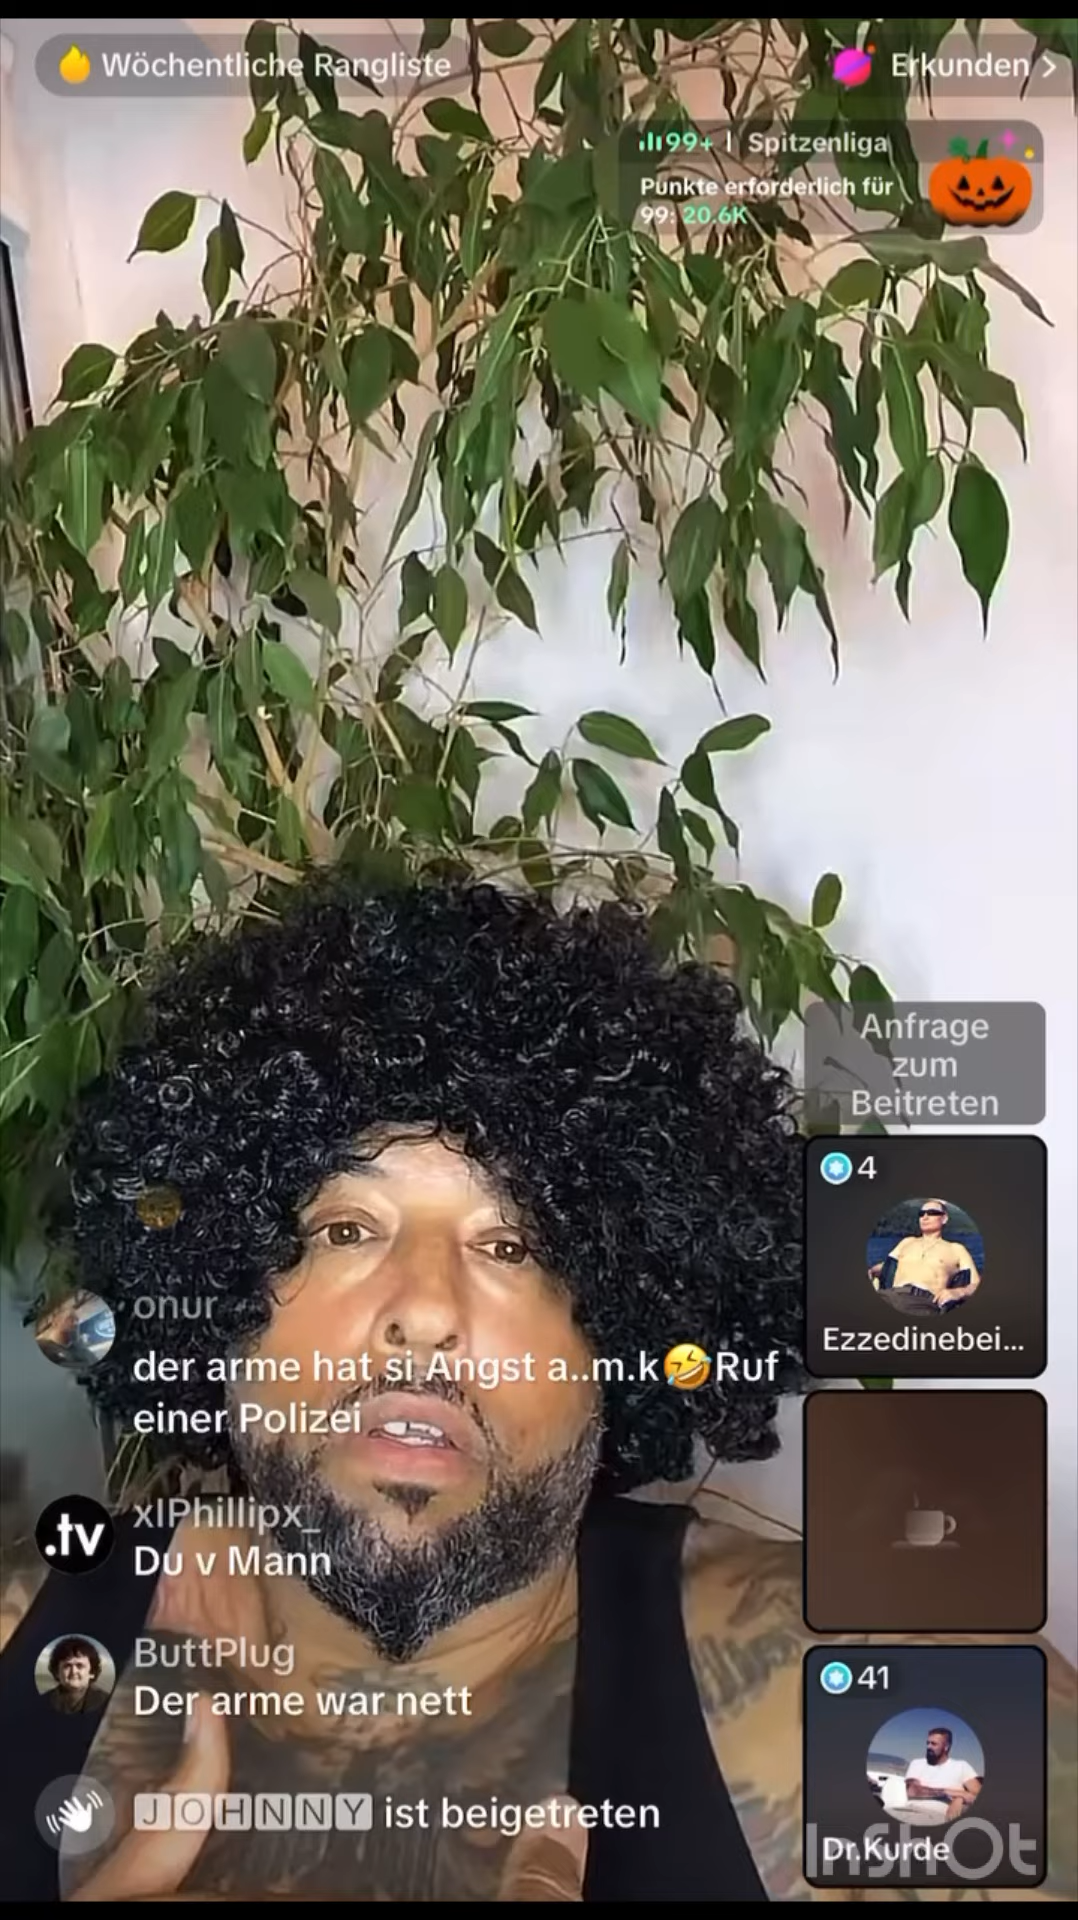 Wöchentliche Rangliste
Erkunden >
99+ | Spitzenliga
Punkte erforderlich für
99: 20.6K
Anfrage
zum
Beitreten
4
Ezzedinebei...
onur
der arme hat si Angst a..m.k🤣Ruf
einer Polizei
.tv
xIPhillipx_
Du v Mann
ButtPlug
Der arme war nett
41
JOHNNY ist beigetreten
Dr.Kurde
InShOt